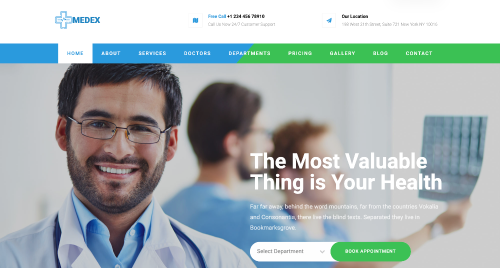 MEDEX
Free Call +1 234 456 78910
Call Us Now 24/7 Customer Support
Our Location
198 West 21th Street, Suite 721 New York NY 10016
HOME ABOUT SERVICES DOCTORS DEPARTMENTS PRICING GALLERY BLOG CONTACT
The Most Valuable
Thing is Your Health
Far far away, behind the word mountains, far from the countries Vokalia
and Consonantia, there live the blind texts. Separated they live in
Bookmarksgrove.
Select Department
BOOK APPOINTMENT